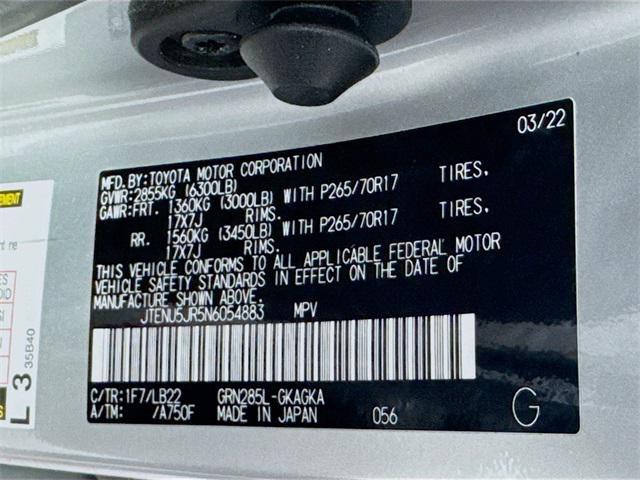 03/22
MFD.BY:TOYOTA MOTOR CORPORATION
GVWR:2855KG (6300LB)
GAWR:FRT. 1360KG (3000LB) WITH P265/70R17 TIRES,
17X7J RIMS.
RR. 1560KG (3450LB) WITH P265/70R17 TIRES,
17X7J RIMS.
THIS VEHICLE CONFORMS TO ALL APPLICABLE FEDERAL MOTOR
VEHICLE SAFETY STANDARDS IN EFFECT ON THE DATE OF
MANUFACTURE SHOWN ABOVE.
JTENU5JR5N6054883 MPV
C/TR:1F7/LB22 GRN285L-GKAGKA
A/TM: /A750F MADE IN JAPAN 056 G
L 3 35B40